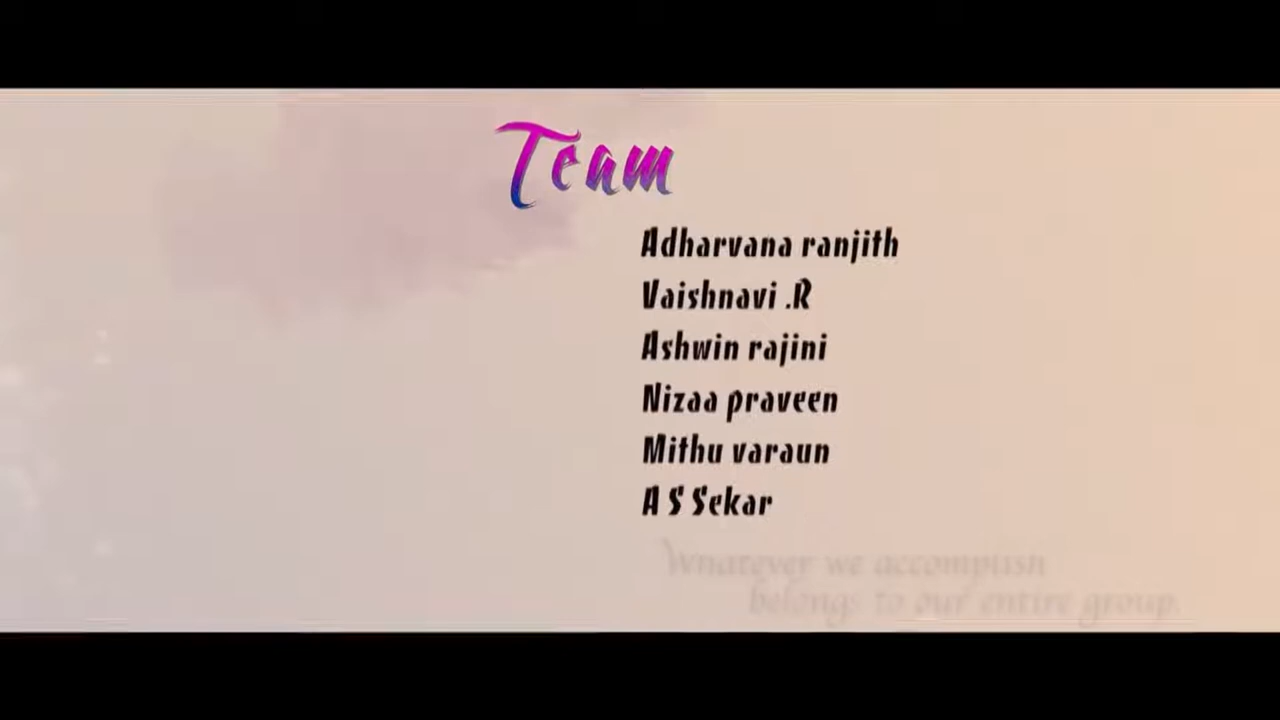 Team
Adharvana ranjith
Vaishnavi .R
Ashwin rajini
Nizaa praveen
Mithu varaun
A S Sekar
Whatever we accomplish
belongs to our entire group.